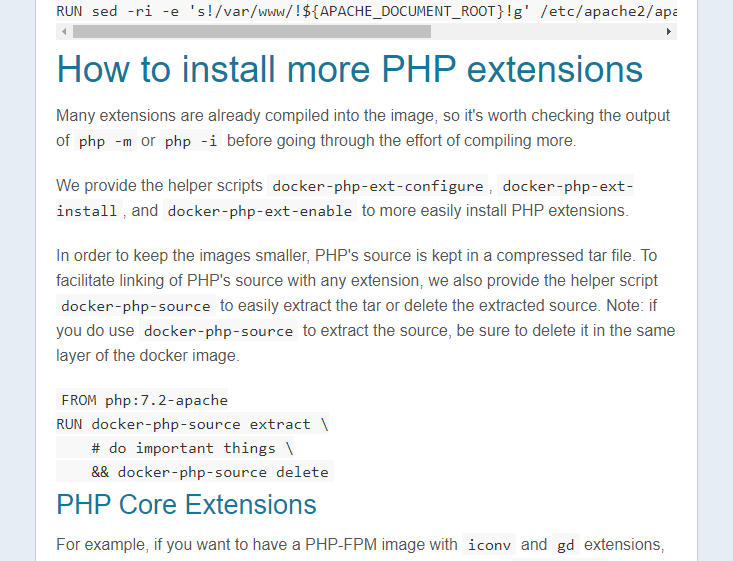 RUN sed -ri -e 's!/var/www/!${APACHE_DOCUMENT_ROOT}!g' /etc/apache2/apa
How to install more PHP extensions
Many extensions are already compiled into the image, so it's worth checking the output
of php -m or php -i before going through the effort of compiling more.
We provide the helper scripts docker-php-ext-configure , docker-php-ext-
install , and docker-php-ext-enable to more easily install PHP extensions.
In order to keep the images smaller, PHP's source is kept in a compressed tar file. To
facilitate linking of PHP's source with any extension, we also provide the helper script
docker-php-source to easily extract the tar or delete the extracted source. Note: if
you do use docker-php-source to extract the source, be sure to delete it in the same
layer of the docker image.
FROM php:7.2-apache
RUN docker-php-source extract \
    # do important things \
    && docker-php-source delete
PHP Core Extensions
For example, if you want to have a PHP-FPM image with iconv and gd extensions,